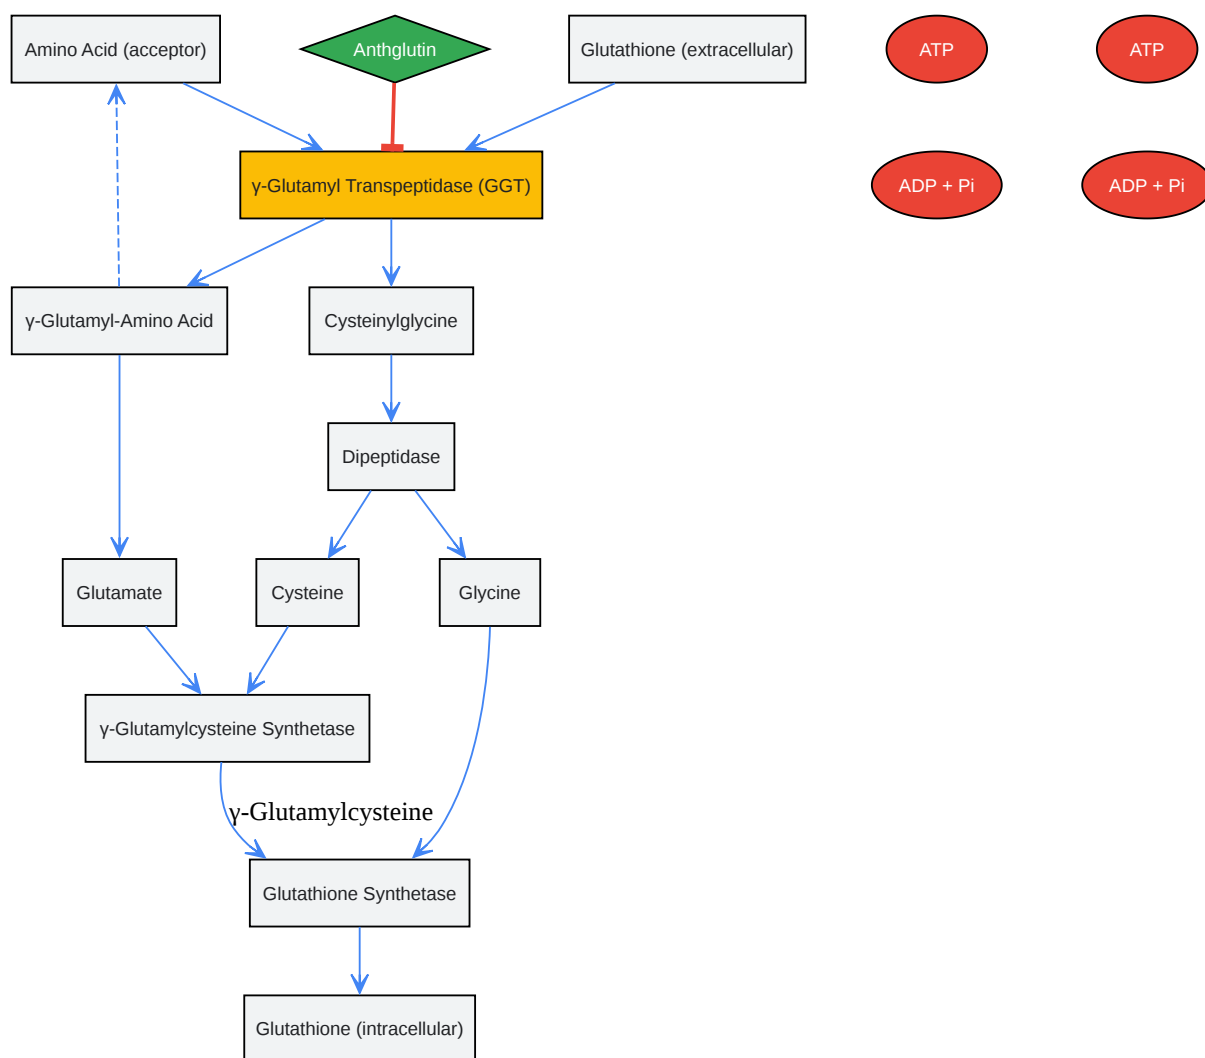 Amino Acid (acceptor)
Anthglutin
Glutathione (extracellular)
ATP
ATP
γ-Glutamyl Transpeptidase (GGT)
ADP + Pi
ADP + Pi
γ-Glutamyl-Amino Acid
Cysteinylglycine
Dipeptidase
Glutamate
Cysteine
Glycine
γ-Glutamylcysteine Synthetase
γ-Glutamylcysteine
Glutathione Synthetase
Glutathione (intracellular)